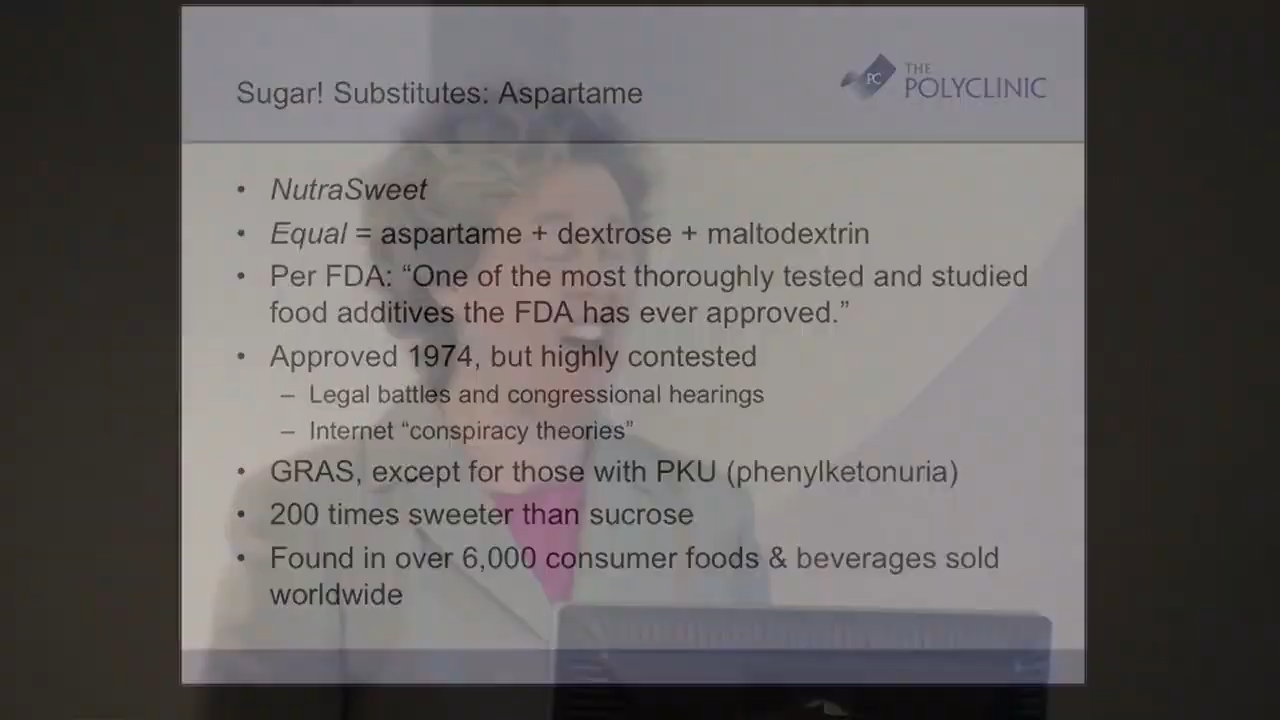 Sugar! Substitutes: Aspartame
PC
THE
POLYCLINIC
• NutraSweet
• Equal = aspartame + dextrose + maltodextrin
• Per FDA: “One of the most thoroughly tested and studied
food additives the FDA has ever approved.”
• Approved 1974, but highly contested
– Legal battles and congressional hearings
– Internet “conspiracy theories”
• GRAS, except for those with PKU (phenylketonuria)
• 200 times sweeter than sucrose
• Found in over 6,000 consumer foods & beverages sold
worldwide